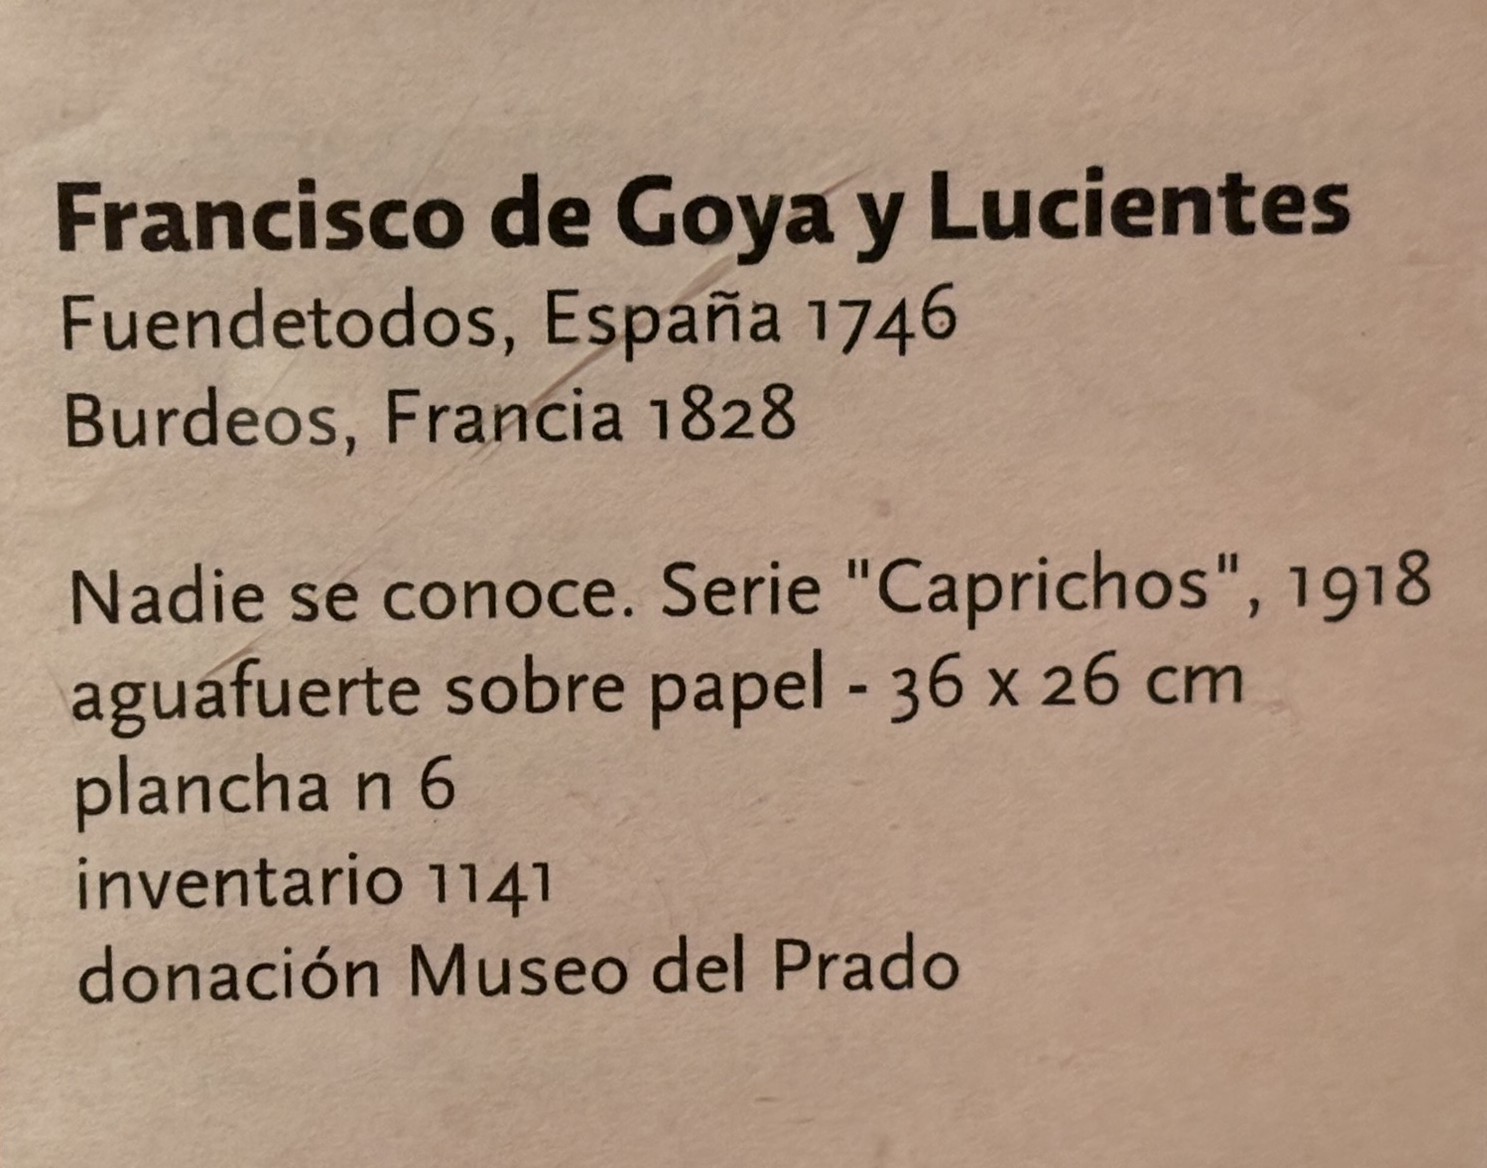 Francisco de Goya y Lucientes
Fuendetodos, España 1746
Burdeos, Francia 1828
Nadie se conoce. Serie "Caprichos", 1918
aguafuerte sobre papel - 36 x 26 cm
plancha n 6
inventario 1141
donación Museo del Prado